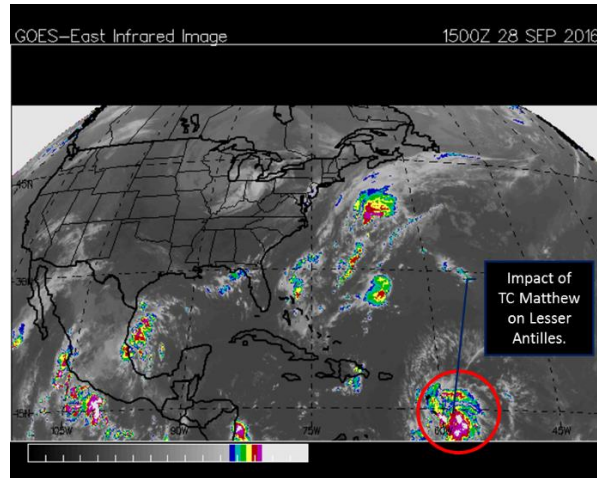 GOES-East Infrared Image 1500Z 28 SEP 2016
45N
Impact of
TC Matthew
on Lesser
Antilles.
15N
105W 90W 75W 60W 45W